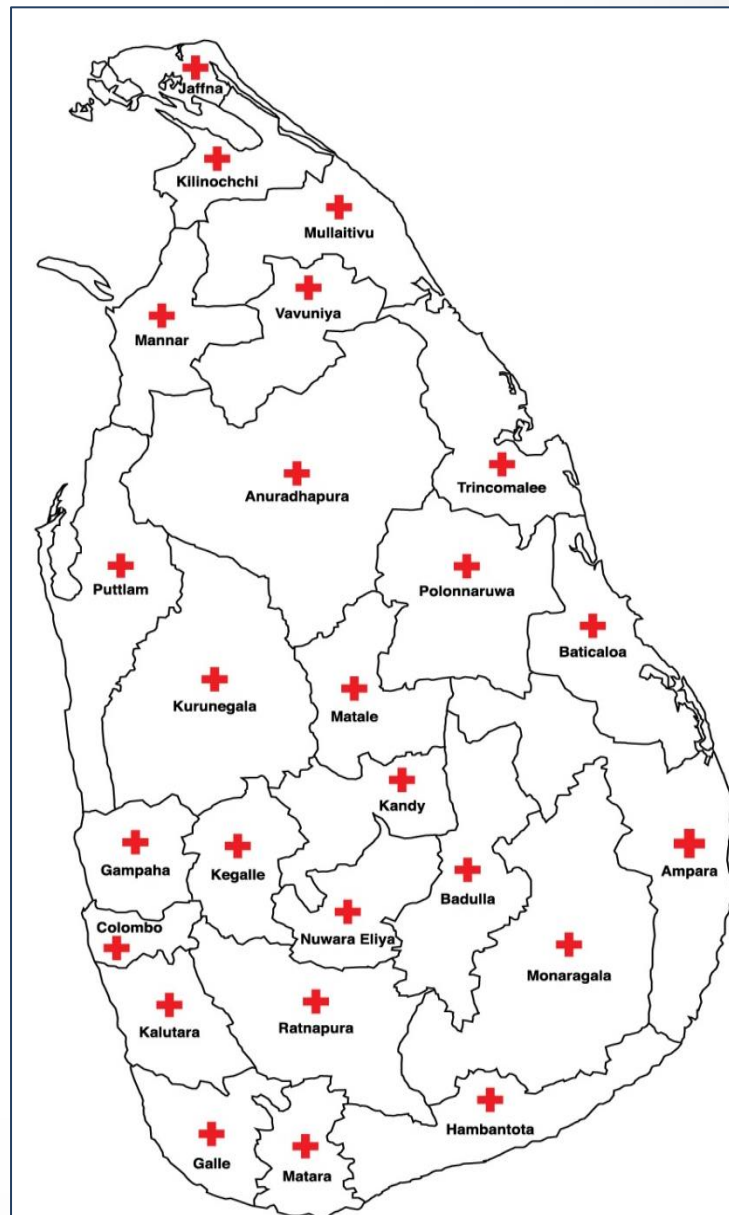 Jaffna
Kilinochchi
Mullaitivu
Vavuniya
Mannar
Trincomalee
Anuradhapura
Polonnaruwa
Puttlam
Baticaloa
Kurunegala
Matale
Kandy
Gampaha
Kegalle
Ampara
Badulla
Colombo
Nuwara Eliya
Monaragala
Kalutara
Ratnapura
Hambantota
Galle
Matara